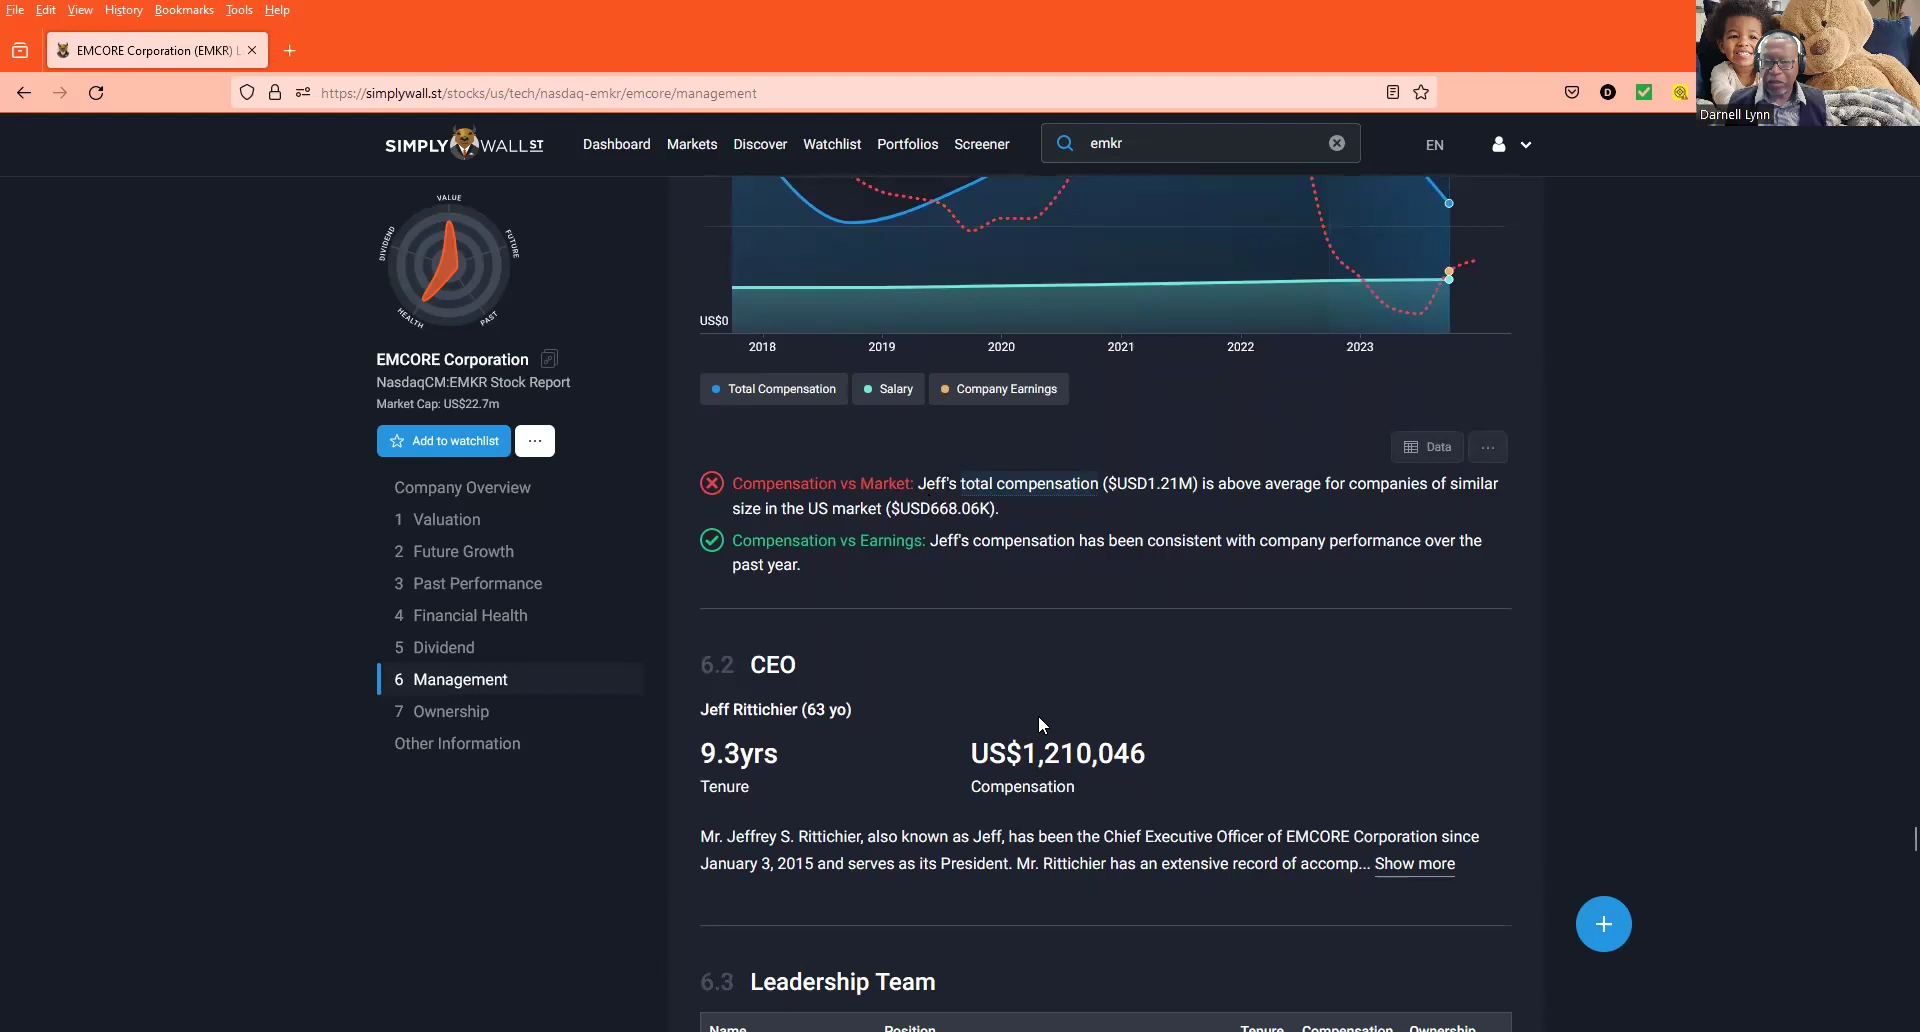 File Edit View History Bookmarks Tools Help
EMCORE Corporation (EMKR)
https://simplywall.st/stocks/us/tech/nasdaq-emkr/emcore/management
Darnell Lynn
SIMPLY WALL ST Dashboard Markets Discover Watchlist Portfolios Screener emkr EN
VALUE
FUTURE
PAST
HEALTH
DIVIDEND
EMCORE Corporation
NasdaqCM:EMKR Stock Report
Market Cap: US$22.7m
Add to watchlist ...
Company Overview
1 Valuation
2 Future Growth
3 Past Performance
4 Financial Health
5 Dividend
6 Management
7 Ownership
Other Information
US$0
2018 2019 2020 2021 2022 2023
Total Compensation Salary Company Earnings
Data ...
Compensation vs Market: Jeff's total compensation ($USD1.21M) is above average for companies of similar
size in the US market ($USD668.06K).
Compensation vs Earnings: Jeff's compensation has been consistent with company performance over the
past year.
6.2 CEO
Jeff Rittichier (63 yo)
9.3yrs US$1,210,046
Tenure Compensation
Mr. Jeffrey S. Rittichier, also known as Jeff, has been the Chief Executive Officer of EMCORE Corporation since
January 3, 2015 and serves as its President. Mr. Rittichier has an extensive record of accomp... Show more
6.3 Leadership Team
Name Position Tenure Compensation Ownership